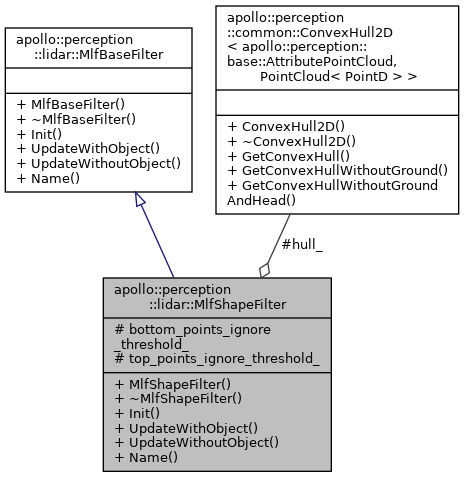 apollo::perception
::lidar::MlfBaseFilter
+ MlfBaseFilter()
+ ~MlfBaseFilter()
+ Init()
+ UpdateWithObject()
+ UpdateWithoutObject()
+ Name()
apollo::perception
::common::ConvexHull2D
< apollo::perception::
base::AttributePointCloud,
PointCloud< PointD > >
+ ConvexHull2D()
+ ~ConvexHull2D()
+ GetConvexHull()
+ GetConvexHullWithoutGround()
+ GetConvexHullWithoutGround
AndHead()
#hull_
apollo::perception
::lidar::MlfShapeFilter
# bottom_points_ignore
_threshold_
# top_points_ignore_threshold_
+ MlfShapeFilter()
+ ~MlfShapeFilter()
+ Init()
+ UpdateWithObject()
+ UpdateWithoutObject()
+ Name()